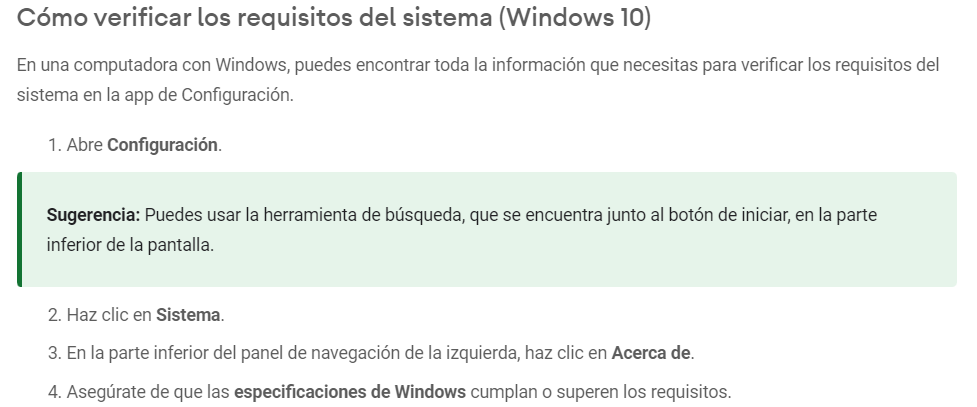 Cómo verificar los requisitos del sistema (Windows 10)
En una computadora con Windows, puedes encontrar toda la información que necesitas para verificar los requisitos del
sistema en la app de Configuración.
1. Abre Configuración.
Sugerencia: Puedes usar la herramienta de búsqueda, que se encuentra junto al botón de iniciar, en la parte
inferior de la pantalla.
2. Haz clic en Sistema.
3. En la parte inferior del panel de navegación de la izquierda, haz clic en Acerca de.
4. Asegúrate de que las especificaciones de Windows cumplan o superen los requisitos.